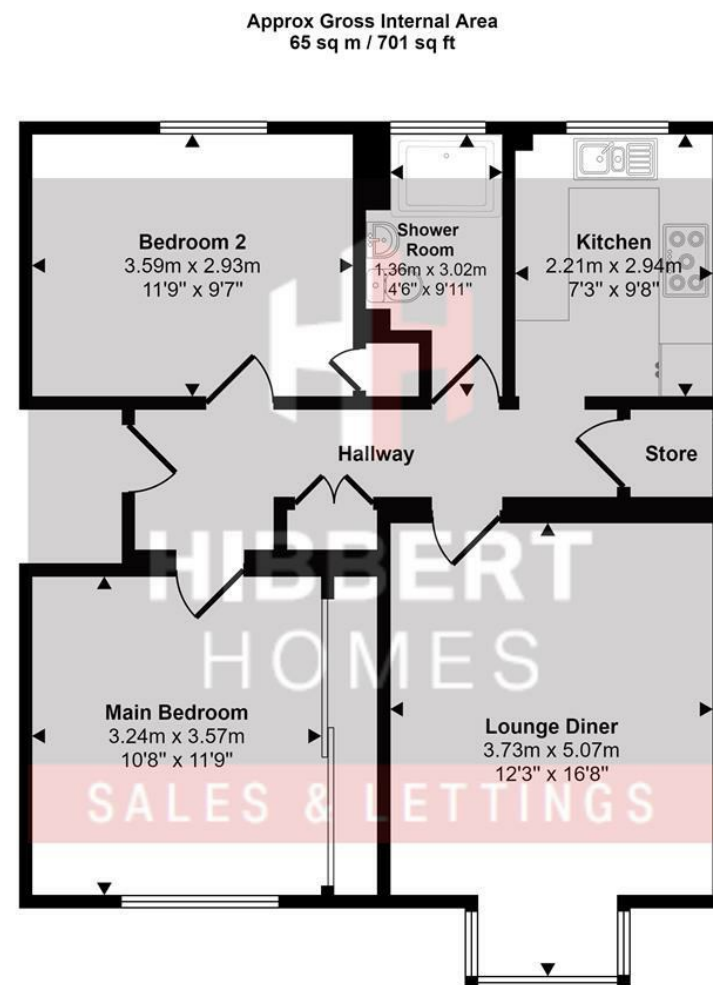 Approx Gross Internal Area
65 sq m / 701 sq ft
Bedroom 2
3.59m x 2.93m
11'9" x 9'7"
Shower
Room
1.36m x 3.02m
4'6" x 9'11"
Kitchen
2.21m x 2.94m
7'3" x 9'8"
Hallway
Store
HIBBERT
HOMES
Main Bedroom
3.24m x 3.57m
10'8" x 11'9"
Lounge Diner
3.73m x 5.07m
12'3" x 16'8"
SALES & LETTINGS